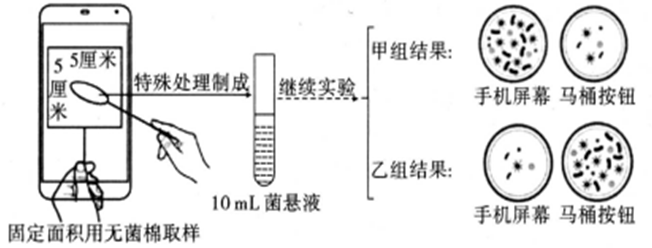 5厘米
5厘米
特殊处理制成
继续实验
10 mL菌悬液
固定面积用无菌棉取样
甲组结果:
手机屏幕 马桶按钮
乙组结果:
手机屏幕 马桶按钮